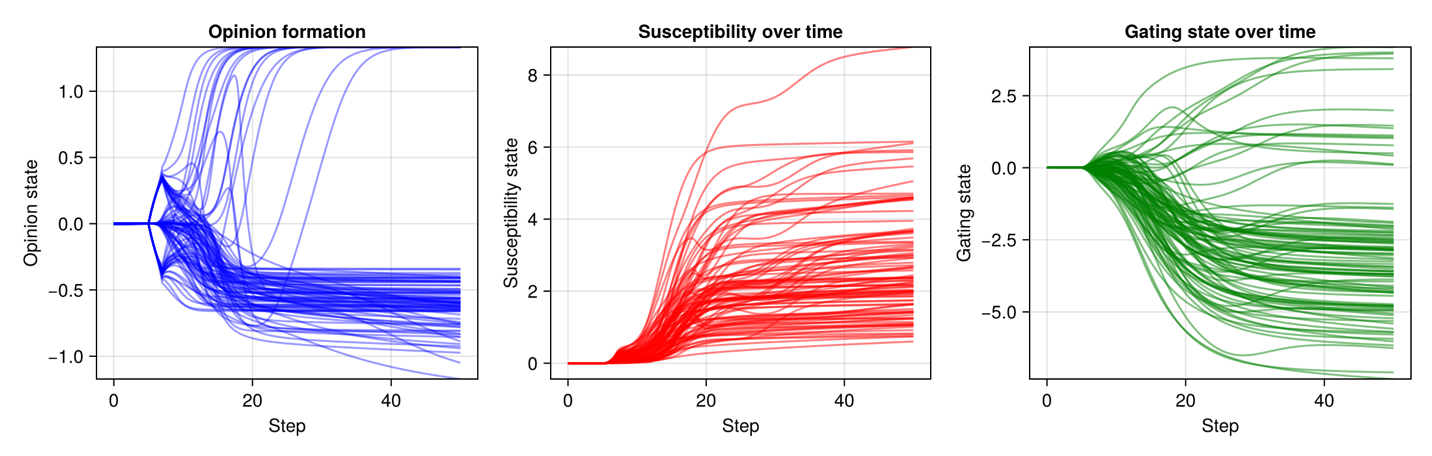 Opinion formation
Opinion state
1.0
0.5
0.0
−0.5
−1.0
0
20
40
Step
Susceptibility over time
Susceptibility state
8
6
4
2
0
0
20
40
Step
Gating state over time
Gating state
2.5
0.0
−2.5
−5.0
0
20
40
Step